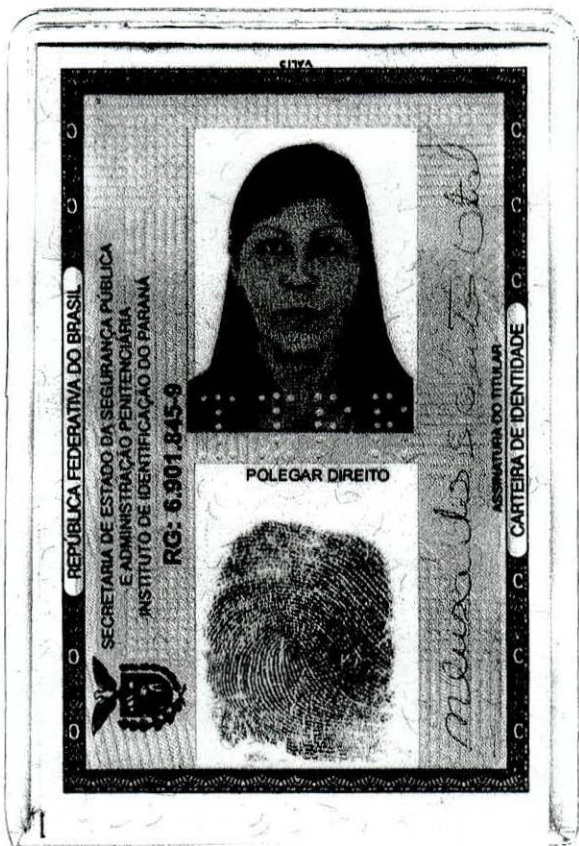 REPÚBLICA FEDERATIVA DO BRASIL
SECRETARIA DE ESTADO DA SEGURANÇA PÚBLICA
E ADMINISTRAÇÃO PENITENCIÁRIA
INSTITUTO DE IDENTIFICAÇÃO DO PARANÁ
RG: 6.901.845-9
POLEGAR DIREITO
ASSINATURA DO TITULAR
CARTEIRA DE IDENTIDADE